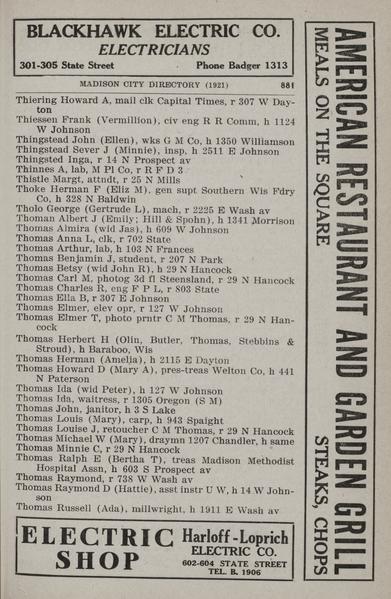 BLACKHAWK ELECTRIC CO.
ELECTRICIANS
301-305 State Street Phone Badger 1313
MADISON CITY DIRECTORY (1921) 881
Thiering Howard A, mail clk Capital Times, r 307 W Day-
ton
Thiessen Frank (Vermillion), civ eng R R Comm, h 1124
W Johnson
Thingstead John (Ellen), wks G M Co, h 1350 Williamson
Thingstead Sever J (Minnie), insp, h 2511 E Johnson
Thingsted Inga, r 14 N Prospect av
Thinnes A, lab, M Pl Co, r R F D 3
Thistle Margt, attndt, r 25 N Mills
Thoke Herman F (Eliz M), gen supt Southern Wis Fdry
Co, h 328 N Baldwin
Tholo George (Gertrude L), mach, r 2225 E Wash av
Thoman Albert J (Emily; Hill & Spohn), h 1341 Morrison
Thomas Almira (wid Jas), h 609 W Johnson
Thomas Anna L, clk, r 702 State
Thomas Arthur, lab, h 103 N Frances
Thomas Benjamin J, student, r 207 N Park
Thomas Betsy (wid John R), h 29 N Hancock
Thomas Carl M, photog 3d fl Steensland, r 29 N Hancock
Thomas Charles R, eng F P L, r 803 State
Thomas Ella B, r 307 E Johnson
Thomas Elmer, elev opr, r 127 W Johnson
Thomas Elmer T, photo prntr C M Thomas, r 29 N Han-
cock
Thomas Herbert H (Olin, Butler, Thomas, Stebbins &
Stroud), h Baraboo, Wis
Thomas Herman (Amelia), h 2115 E Dayton
Thomas Howard D (Mary A), pres-treas Welton Co, h 441
N Paterson
Thomas Ida (wid Peter), h 127 W Johnson
Thomas Ida, waitress, r 1305 Oregon (S M)
Thomas John, janitor, h 3 S Lake
Thomas Louis (Mary), carp, h 943 Spaight
Thomas Louise J, retoucher C M Thomas, r 29 N Hancock
Thomas Michael W (Mary), draymn 1207 Chandler, h same
Thomas Minnie C, r 29 N Hancock
Thomas Ralph E (Bertha T), treas Madison Methodist
Hospital Assn, h 603 S Prospect av
Thomas Raymond, r 738 W Wash av
Thomas Raymond D (Hattie), asst instr U W, h 14 W John-
son
Thomas Russell (Ada), millwright, h 1911 E Wash av
ELECTRIC
SHOP
Harloff-Loprich
ELECTRIC CO.
602-604 STATE STREET
TEL. B. 1906
AMERICAN RESTAURANT AND GARDEN GRILL
MEALS ON THE SQUARE STEAKS, CHOPS